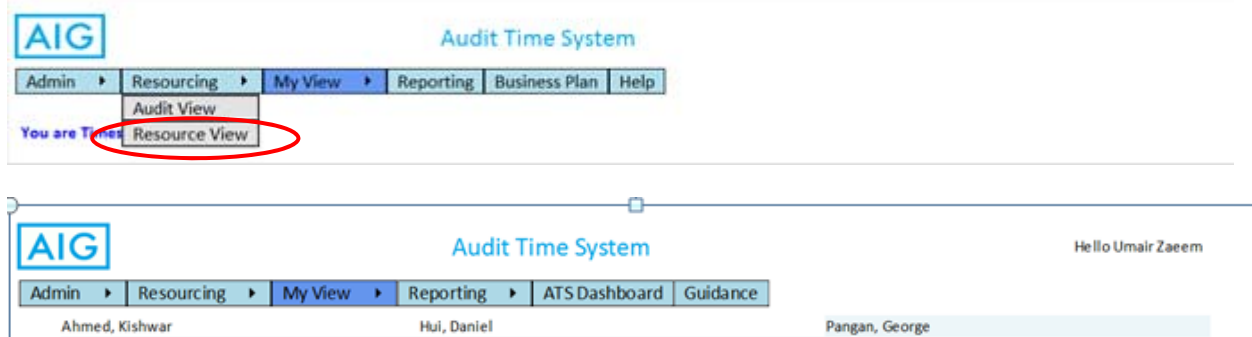 AIG
Audit Time System
Admin Resourcing My View Reporting Business Plan Help
Audit View
You are Times Resource View
AIG
Audit Time System
Hello Umair Zaeem
Admin Resourcing My View Reporting ATS Dashboard Guidance
Ahmed, Kishwar Hui, Daniel Pangan, George